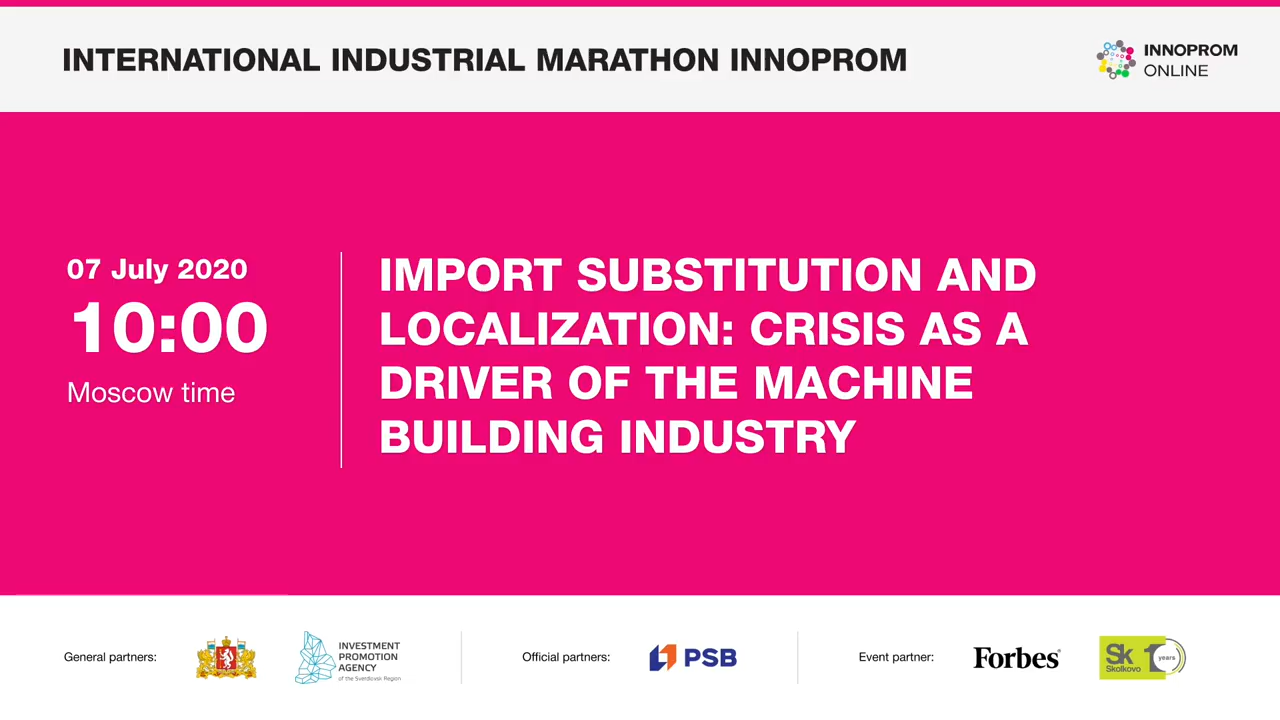 INTERNATIONAL INDUSTRIAL MARATHON INNOPROM
INNOPROM
ONLINE
07 July 2020
10:00
Moscow time
IMPORT SUBSTITUTION AND
LOCALIZATION: CRISIS AS A
DRIVER OF THE MACHINE
BUILDING INDUSTRY
General partners:
INVESTMENT
PROMOTION
AGENCY
of the Sverdlovsk Region
Official partners:
PSB
Event partner:
Forbes
Sk
Skolkovo
10
years